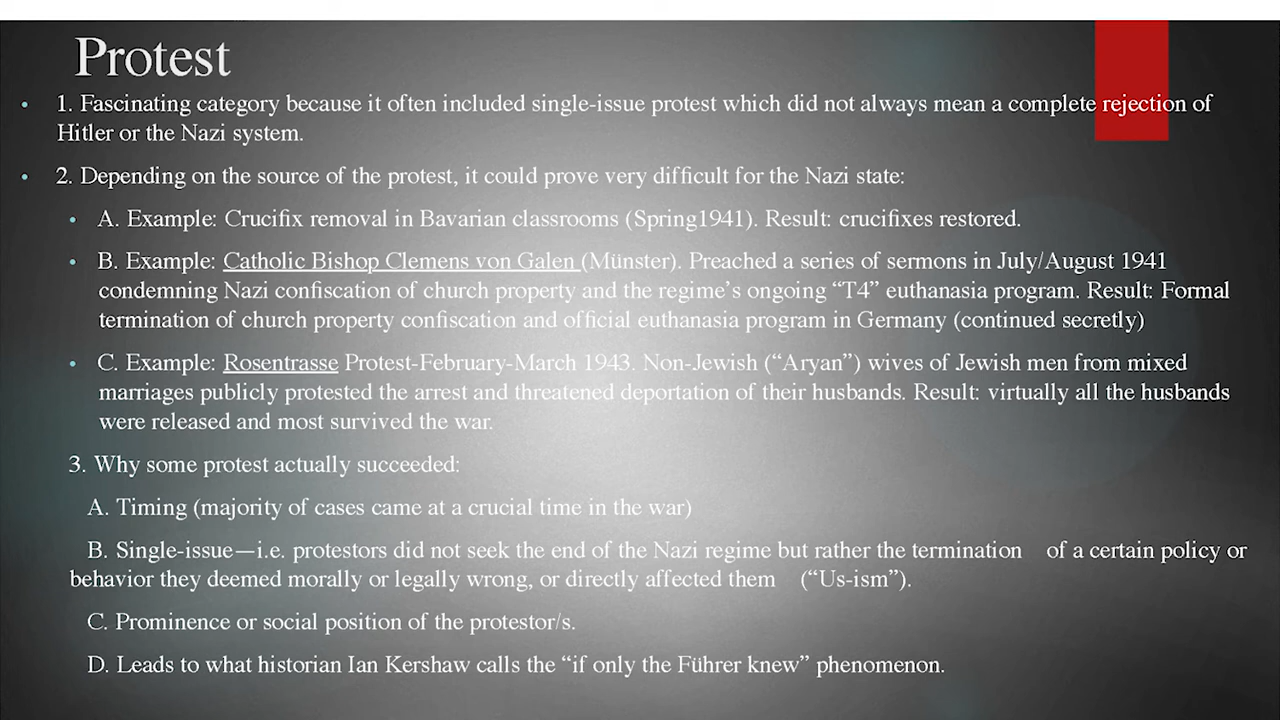 Protest
• 1. Fascinating category because it often included single-issue protest which did not always mean a complete rejection of
Hitler or the Nazi system.
• 2. Depending on the source of the protest, it could prove very difficult for the Nazi state:
• A. Example: Crucifix removal in Bavarian classrooms (Spring1941). Result: crucifixes restored.
• B. Example: Catholic Bishop Clemens von Galen (Münster). Preached a series of sermons in July/August 1941
condemning Nazi confiscation of church property and the regime’s ongoing “T4” euthanasia program. Result: Formal
termination of church property confiscation and official euthanasia program in Germany (continued secretly)
• C. Example: Rosentrasse Protest-February-March 1943. Non-Jewish (“Aryan”) wives of Jewish men from mixed
marriages publicly protested the arrest and threatened deportation of their husbands. Result: virtually all the husbands
were released and most survived the war.
3. Why some protest actually succeeded:
A. Timing (majority of cases came at a crucial time in the war)
B. Single-issue—i.e. protestors did not seek the end of the Nazi regime but rather the termination of a certain policy or
behavior they deemed morally or legally wrong, or directly affected them (“Us-ism”).
C. Prominence or social position of the protestor/s.
D. Leads to what historian Ian Kershaw calls the “if only the Führer knew” phenomenon.